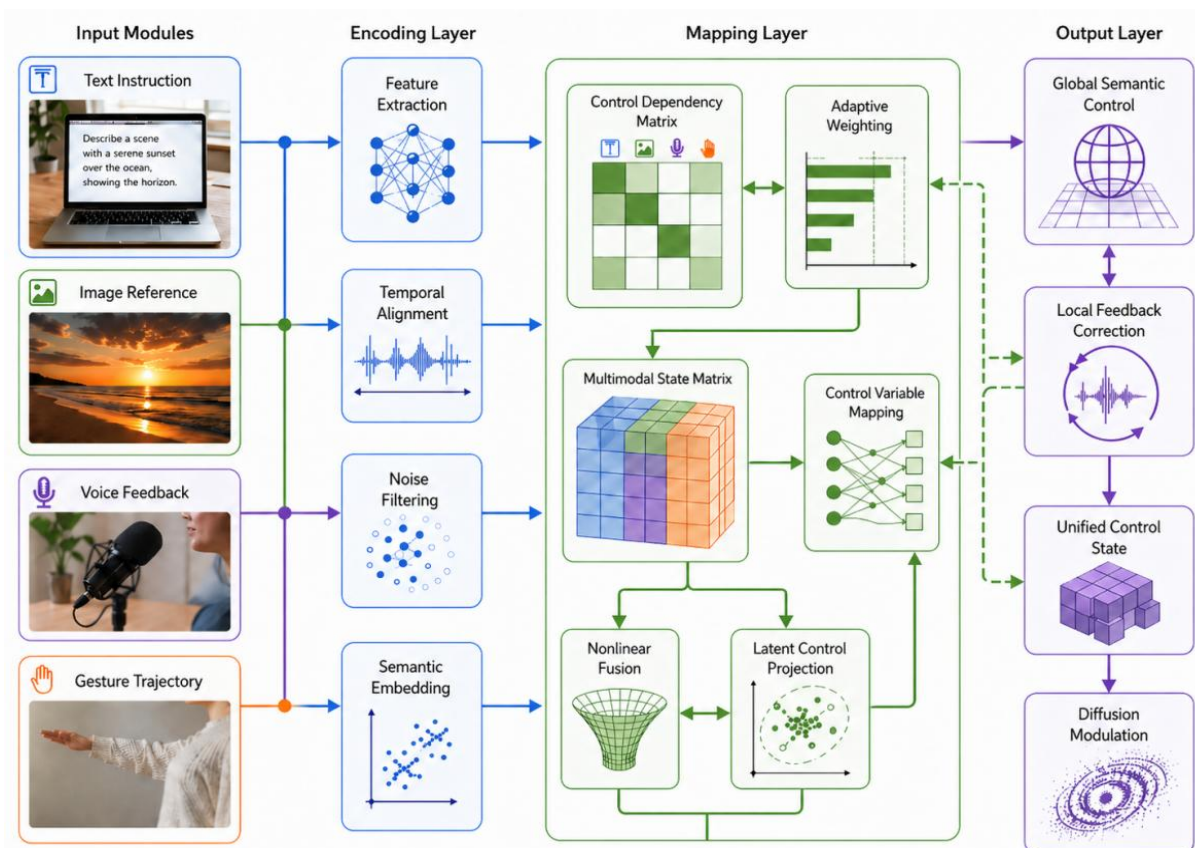 Input Modules
Encoding Layer
Mapping Layer
Output Layer
T
Text Instruction
Describe a scene
with a serene sunset
over the ocean,
showing the horizon.
Image Reference
Voice Feedback
Gesture Trajectory
Feature
Extraction
Temporal
Alignment
Noise
Filtering
Semantic
Embedding
Control Dependency
Matrix
T
Adaptive
Weighting
Multimodal State Matrix
Control Variable
Mapping
Nonlinear
Fusion
Latent Control
Projection
Global Semantic
Control
Local Feedback
Correction
Unified Control
State
Diffusion
Modulation